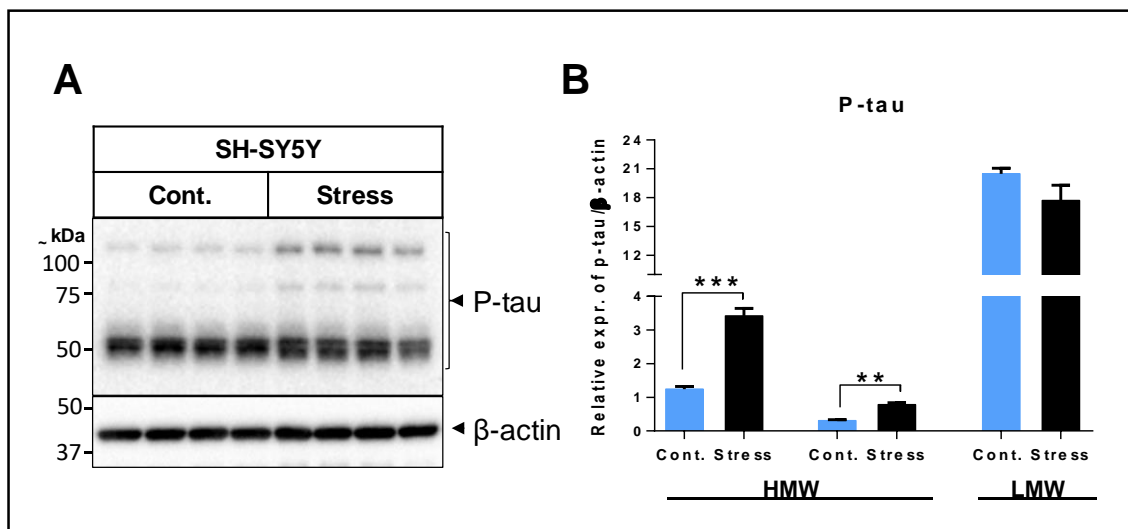 A
SH-SY5Y
Cont. Stress
~ kDa
100
75
50
P-tau
50
37
β-actin
B
P-tau
Relative expr. of p-tau/β-actin
24
21
18
15
12
4
3
2
1
0
***
**
Cont. Stress Cont. Stress Cont. Stress
HMW LMW